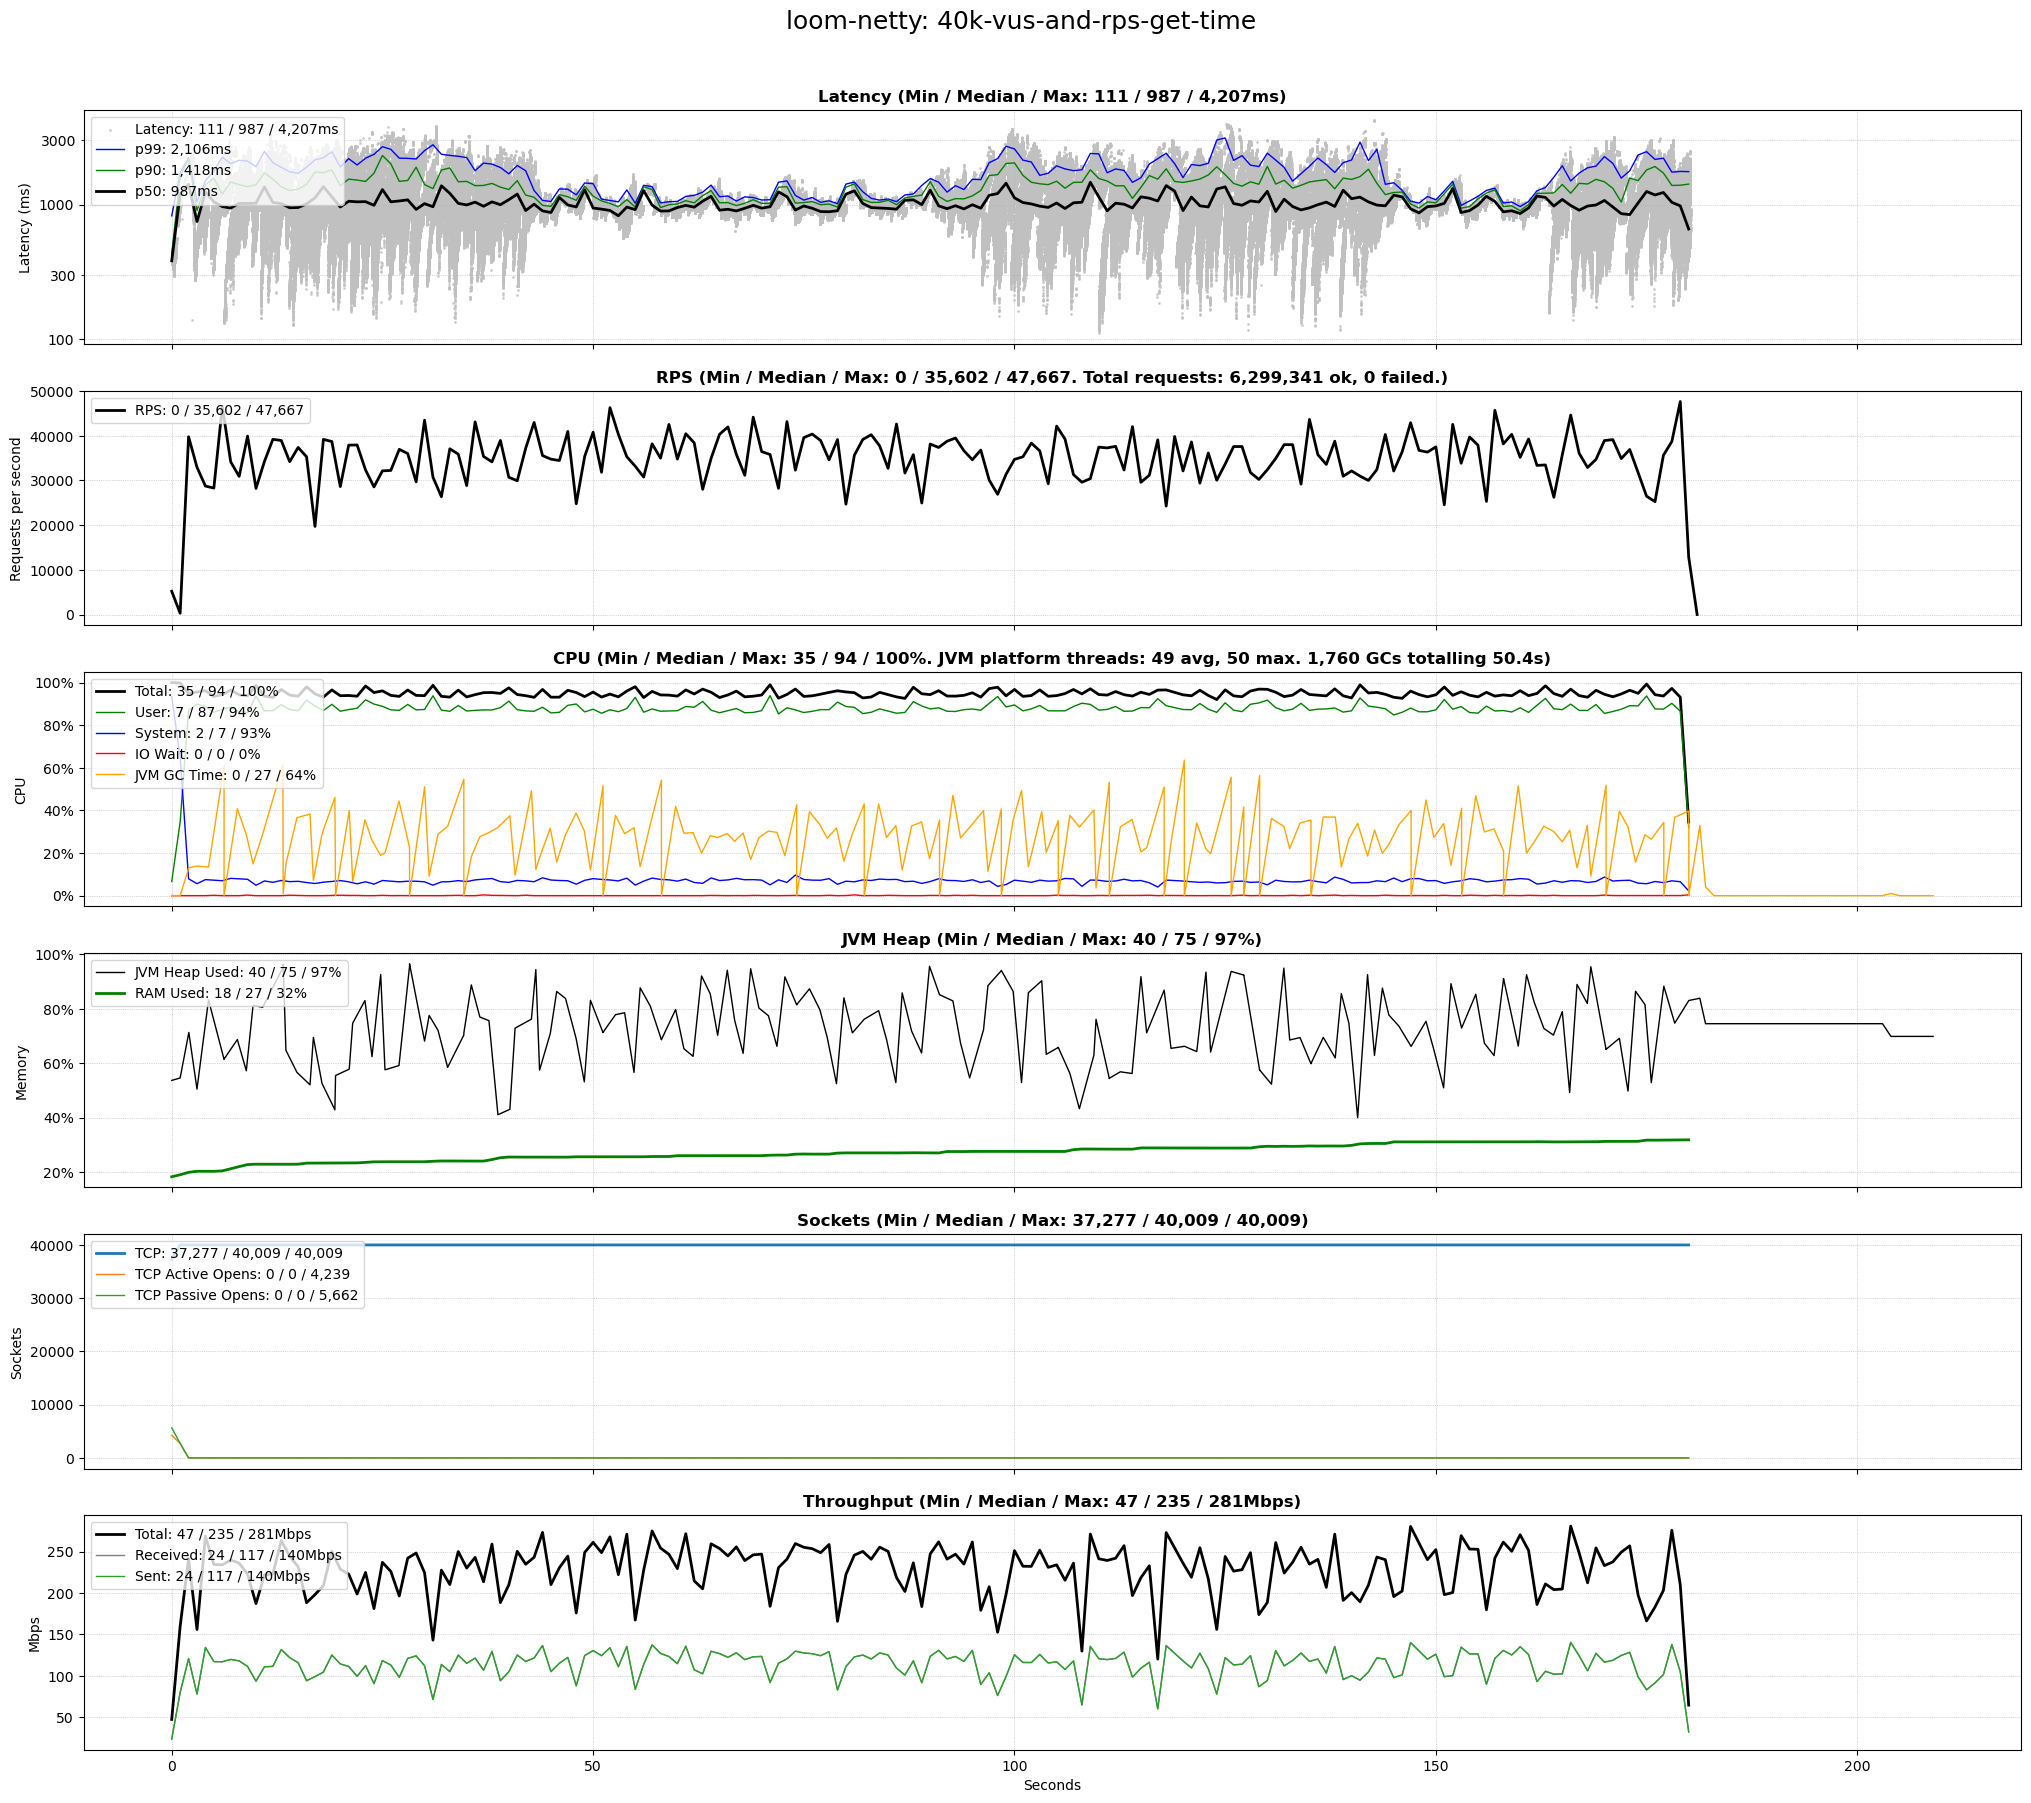 loom-netty: 40k-vus-and-rps-get-time
Latency (Min / Median / Max: 111 / 987 / 4,207ms)
Latency: 111 / 987 / 4,207ms
p99: 2,106ms
p90: 1,418ms
p50: 987ms
Latency (ms)
3000
1000
300
100
RPS (Min / Median / Max: 0 / 35,602 / 47,667. Total requests: 6,299,341 ok, 0 failed.)
RPS: 0 / 35,602 / 47,667
Requests per second
50000
40000
30000
20000
10000
0
CPU (Min / Median / Max: 35 / 94 / 100%. JVM platform threads: 49 avg, 50 max. 1,760 GCs totalling 50.4s)
Total: 35 / 94 / 100%
User: 7 / 87 / 94%
System: 2 / 7 / 93%
IO Wait: 0 / 0 / 0%
JVM GC Time: 0 / 27 / 64%
CPU
100%
80%
60%
40%
20%
0%
JVM Heap (Min / Median / Max: 40 / 75 / 97%)
JVM Heap Used: 40 / 75 / 97%
RAM Used: 18 / 27 / 32%
Memory
100%
80%
60%
40%
20%
Sockets (Min / Median / Max: 37,277 / 40,009 / 40,009)
TCP: 37,277 / 40,009 / 40,009
TCP Active Opens: 0 / 0 / 4,239
TCP Passive Opens: 0 / 0 / 5,662
Sockets
40000
30000
20000
10000
0
Throughput (Min / Median / Max: 47 / 235 / 281Mbps)
Total: 47 / 235 / 281Mbps
Received: 24 / 117 / 140Mbps
Sent: 24 / 117 / 140Mbps
Mbps
250
200
150
100
50
0 50 100 150 200
Seconds